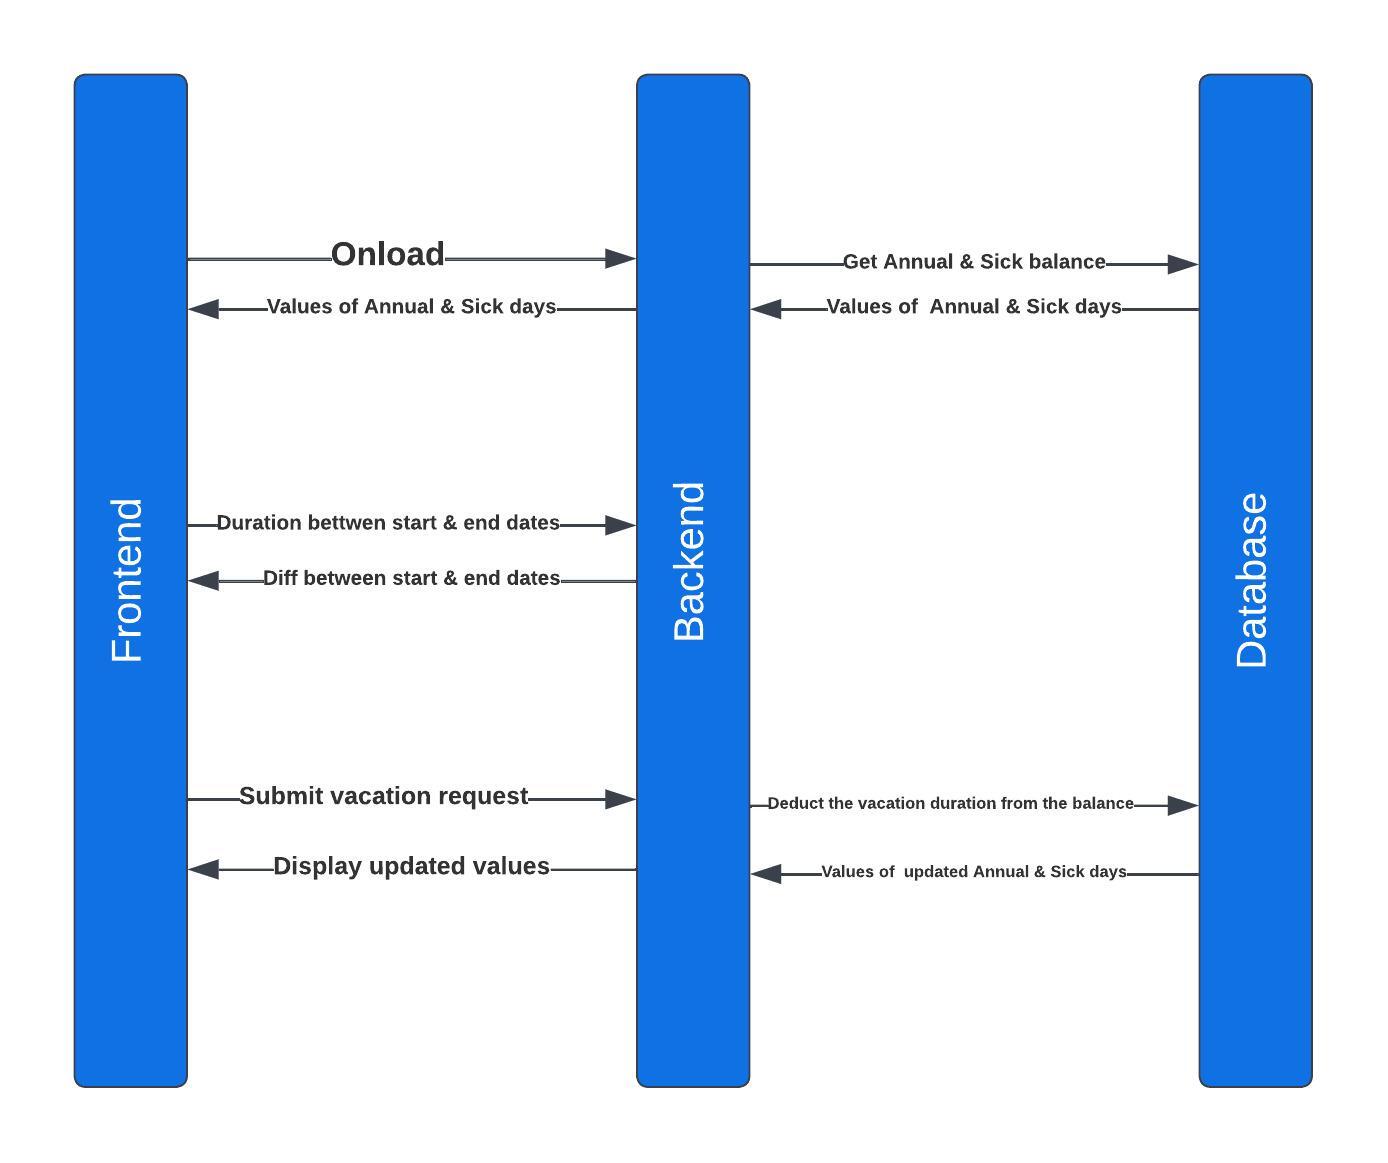 Onload
Get Annual & Sick balance
Values of Annual & Sick days
Values of  Annual & Sick days
Frontend
Backend
Database
Duration bettwen start & end dates
Diff between start & end dates
Submit vacation request
Deduct the vacation duration from the balance
Display updated values
Values of  updated Annual & Sick days